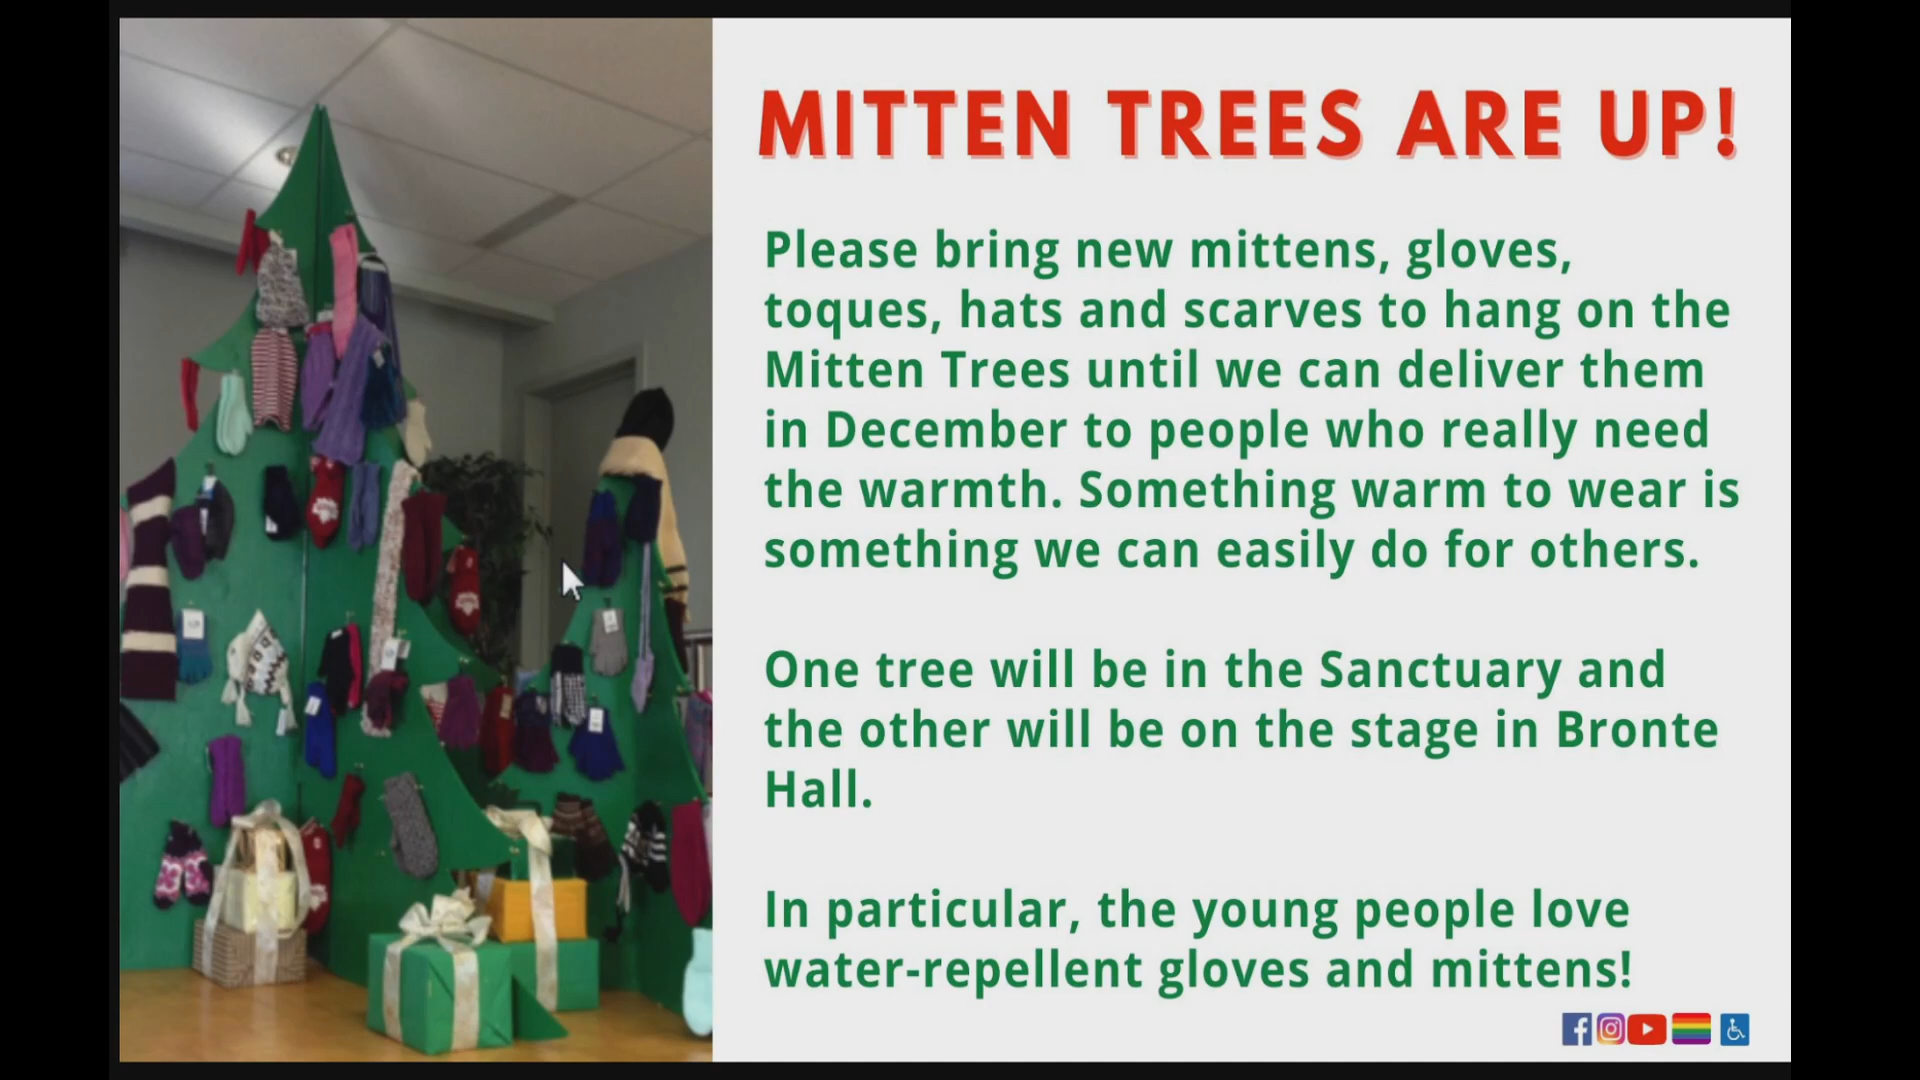 MITTEN TREES ARE UP!
Please bring new mittens, gloves,
toques, hats and scarves to hang on the
Mitten Trees until we can deliver them
in December to people who really need
the warmth. Something warm to wear is
something we can easily do for others.
One tree will be in the Sanctuary and
the other will be on the stage in Bronte
Hall.
In particular, the young people love
water-repellent gloves and mittens!